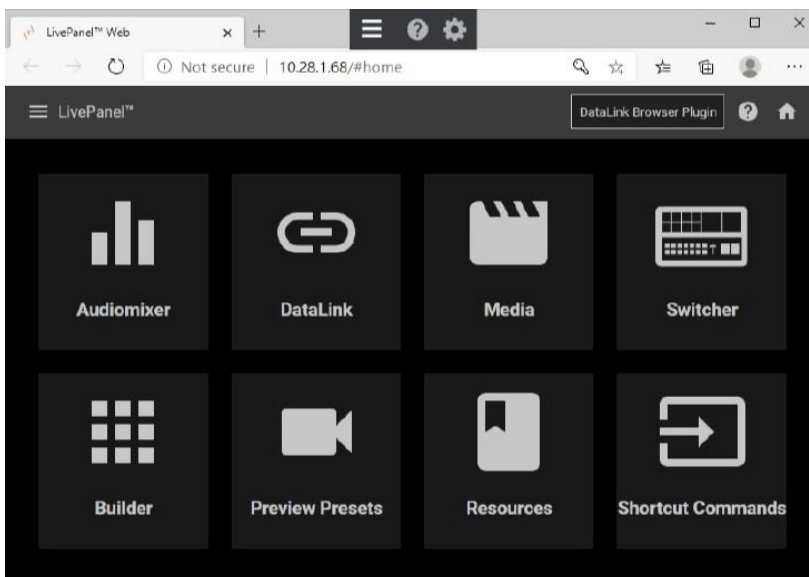 LivePanel™ Web
Not secure | 10.28.1.68/#home
LivePanel™
DataLink Browser Plugin
Audiomixer
DataLink
Media
Switcher
Builder
Preview Presets
Resources
Shortcut Commands